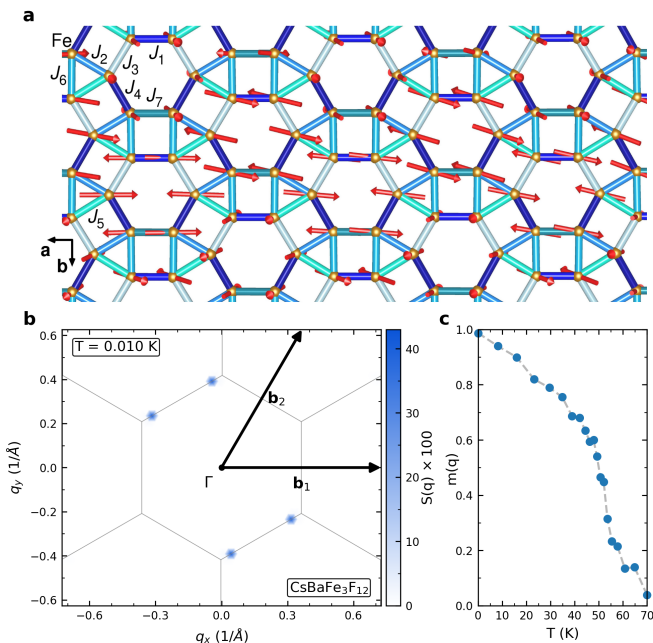 a
Fe
J2
J3
J1
J6
J4
J7
J5
a
b
b
T = 0.010 K
b2
Γ
b1
CsBaFe3F12
0.6
0.4
0.2
0.0
−0.2
−0.4
−0.6
qy (1/Å)
−0.6
−0.3
0.0
0.3
0.6
qx (1/Å)
40
30
20
10
0
S(q) × 100
c
1.0
0.8
0.6
0.4
0.2
0.0
m(q)
0
10
20
30
40
50
60
70
T (K)